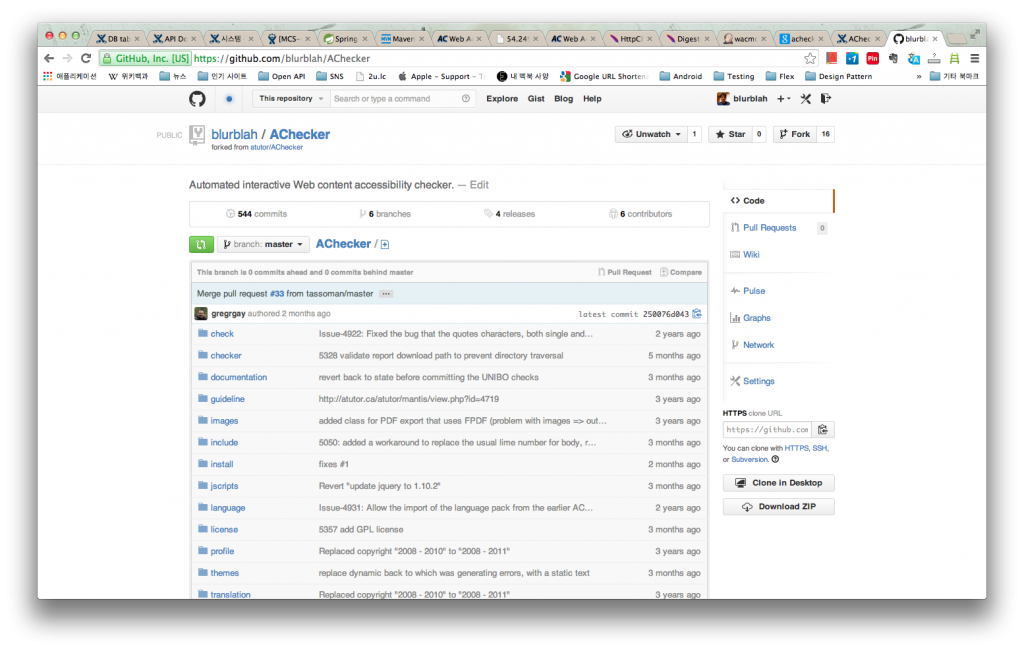 DB tab API De 시스템 (MCS- Spring Maven AC Web A 54.249 AC Web A HttpCl Digest wacm achecl AChec blurbl
GitHub, Inc. [US] https://github.com/blurblah/AChecker
애플리케이션 위키백과 뉴스 인기 사이트 Open API SNS 2u.lc Apple - Support - 내 맥북 사양 Google URL Shorten Android Testing Flex Design Pattern » 기타 북마크
This repository Search or type a command Explore Gist Blog Help blurblah
PUBLIC blurblah / AChecker Unwatch 1 Star 0 Fork 16
forked from atutor/AChecker
Automated interactive Web content accessibility checker. — Edit
544 commits 6 branches 4 releases 6 contributors
branch: master AChecker /
This branch is 0 commits ahead and 0 commits behind master Pull Request Compare
Merge pull request #33 from tassoman/master ...
gregrgay authored 2 months ago latest commit 250076d043
check Issue-4922: Fixed the bug that the quotes characters, both single and... 2 years ago
checker 5328 validate report download path to prevent directory traversal 5 months ago
documentation revert back to state before committing the UNIBO checks 3 months ago
guideline http://atutor.ca/atutor/mantis/view.php?id=4719 3 years ago
images added class for PDF export that uses FPDF (problem with images => out... 3 years ago
include 5050: added a workaround to replace the usual lime number for body, r... 3 months ago
install fixes #1 2 months ago
jscripts Revert "update jquery to 1.10.2" 3 months ago
language Issue-4931: Allow the import of the language pack from the earlier AC... 2 years ago
license 5357 add GPL license 3 months ago
profile Replaced copyright "2008 - 2010" to "2008 - 2011" 3 years ago
themes replace dynamic back to which was generating errors, with a static text 3 months ago
translation Replaced copyright "2008 - 2010" to "2008 - 2011" 3 years ago
Code
Pull Requests 0
Wiki
Pulse
Graphs
Network
Settings
HTTPS clone URL
https://github.com
You can clone with HTTPS, SSH,
or Subversion.
Clone in Desktop
Download ZIP